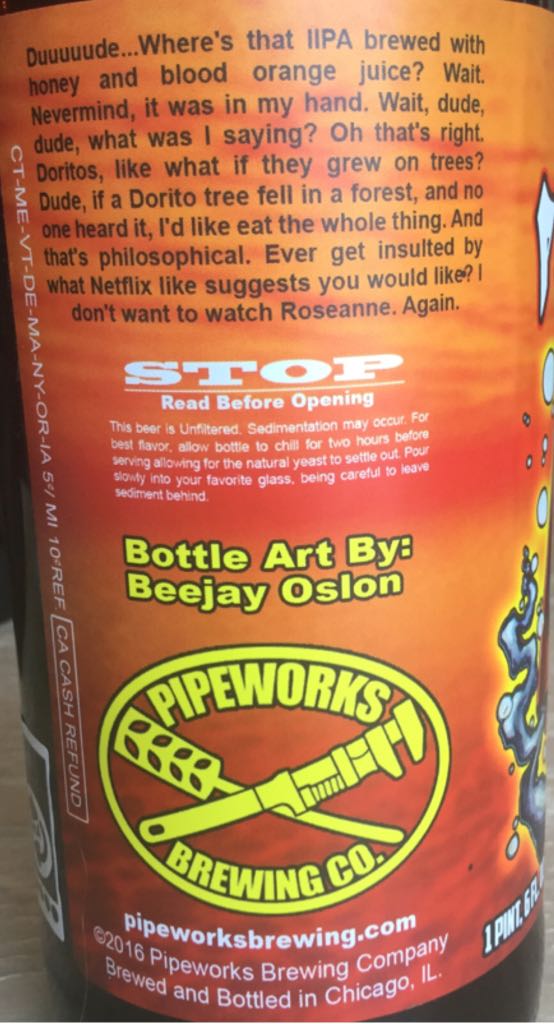 Duuuuude...Where's that IIPA brewed with
honey and blood orange juice? Wait.
Nevermind, it was in my hand. Wait, dude,
dude, what was I saying? Oh that's right.
Doritos, like what if they grew on trees?
Dude, if a Dorito tree fell in a forest, and no
one heard it, I'd like eat the whole thing. And
that's philosophical. Ever get insulted by
what Netflix like suggests you would like? I
don't want to watch Roseanne. Again.
STOP
Read Before Opening
This beer is Unfiltered. Sedimentation may occur. For
best flavor, allow bottle to chill for two hours before
serving allowing for the natural yeast to settle out. Pour
slowly into your favorite glass, being careful to leave
sediment behind.
Bottle Art By:
Beejay Oslon
PIPEWORKS
BREWING CO.
pipeworksbrewing.com
©2016 Pipeworks Brewing Company
Brewed and Bottled in Chicago, IL.
CT-ME-VT-DE-MA-NY-OR-IA 5¢/ MI 10¢REF. CA CASH REFUND
1 PINT, 6 FL.